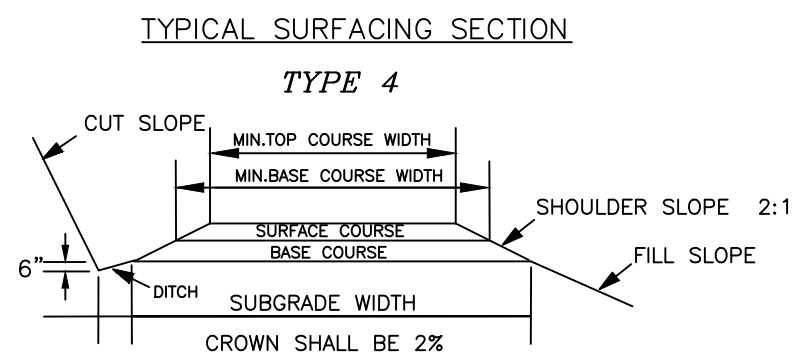 TYPICAL SURFACING SECTION
TYPE 4
CUT SLOPE
MIN.TOP COURSE WIDTH
MIN.BASE COURSE WIDTH
SHOULDER SLOPE 2:1
SURFACE COURSE
BASE COURSE
FILL SLOPE
6"
DITCH
SUBGRADE WIDTH
CROWN SHALL BE 2%